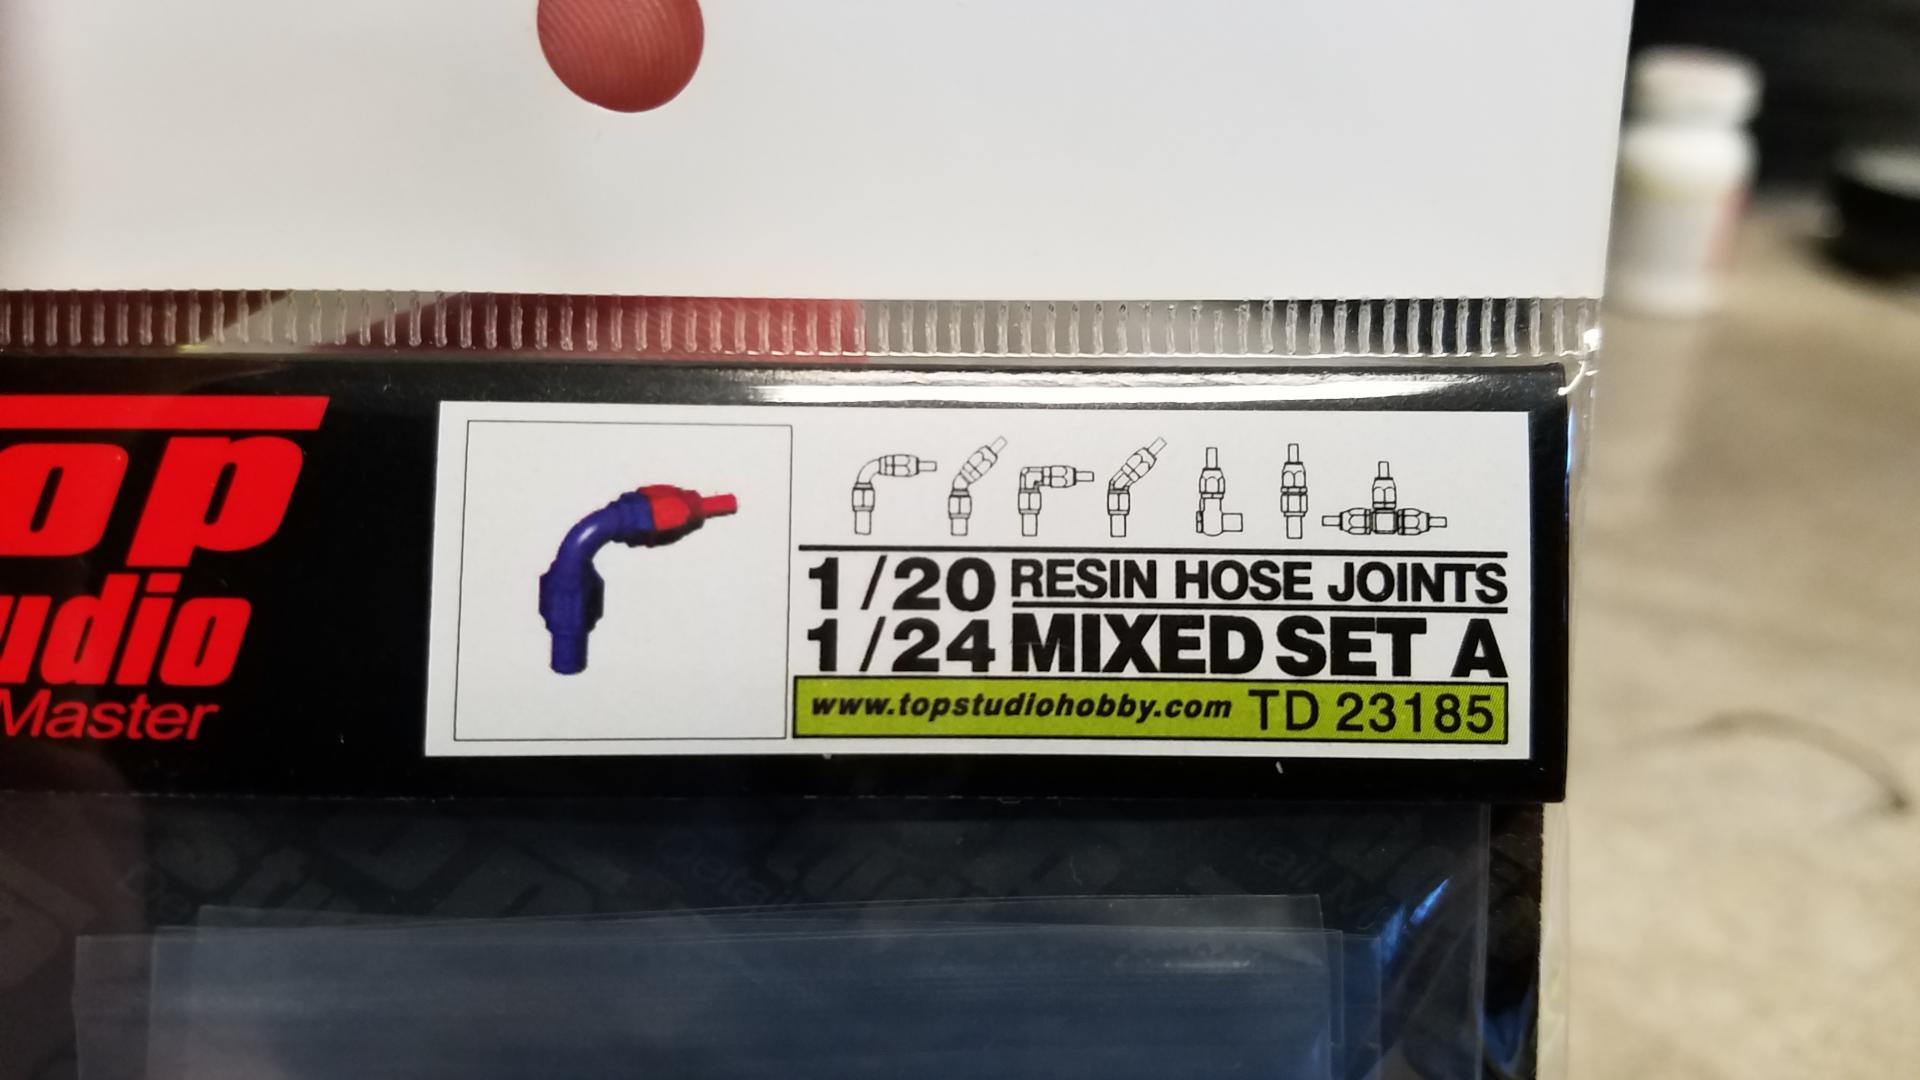 op
udio
Master
1/20 RESIN HOSE JOINTS
1/24 MIXED SET A
www.topstudiohobby.com TD 23185